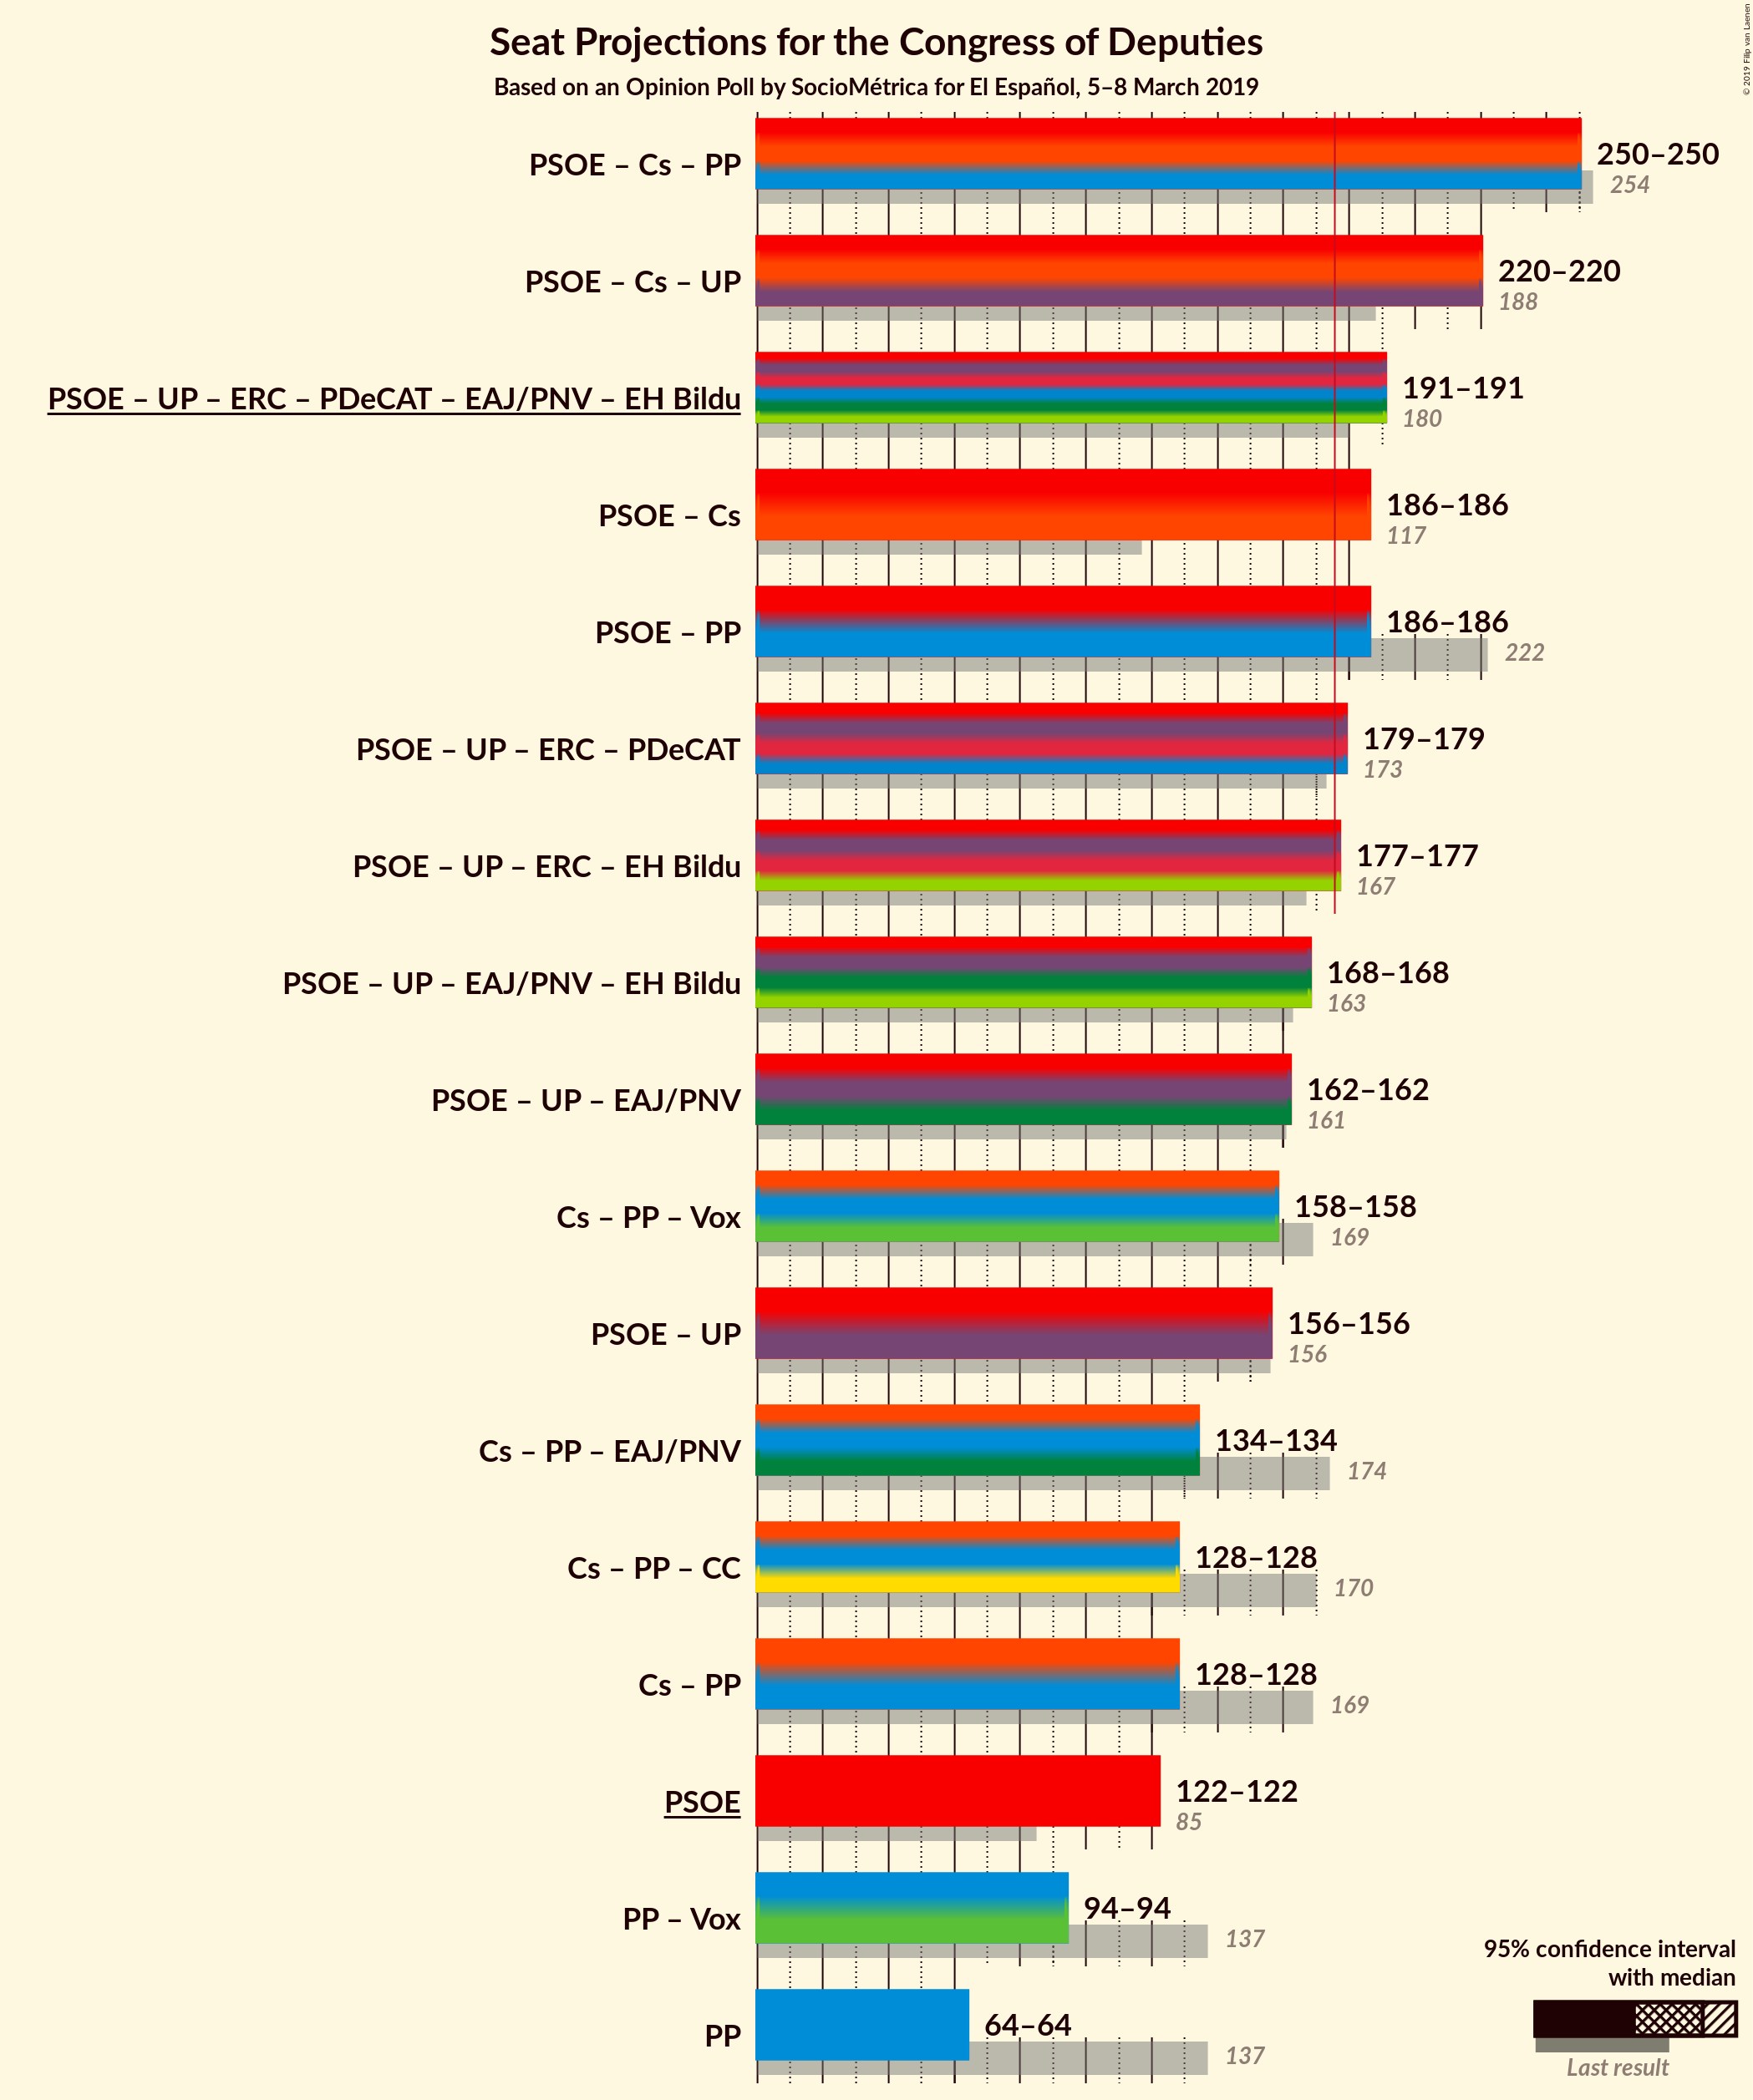 Seat Projections for the Congress of Deputies
Based on an Opinion Poll by SocioMétrica for El Español, 5–8 March 2019
© 2019 Filip van Laenen
PSOE – Cs – PP
250–250
254
PSOE – Cs – UP
220–220
188
PSOE – UP – ERC – PDeCAT – EAJ/PNV – EH Bildu
191–191
180
PSOE – Cs
186–186
117
PSOE – PP
186–186
222
PSOE – UP – ERC – PDeCAT
179–179
173
PSOE – UP – ERC – EH Bildu
177–177
167
PSOE – UP – EAJ/PNV – EH Bildu
168–168
163
PSOE – UP – EAJ/PNV
162–162
161
Cs – PP – Vox
158–158
169
PSOE – UP
156–156
156
Cs – PP – EAJ/PNV
134–134
174
Cs – PP – CC
128–128
170
Cs – PP
128–128
169
PSOE
122–122
85
PP – Vox
94–94
137
PP
64–64
137
95% confidence interval
with median
Last result